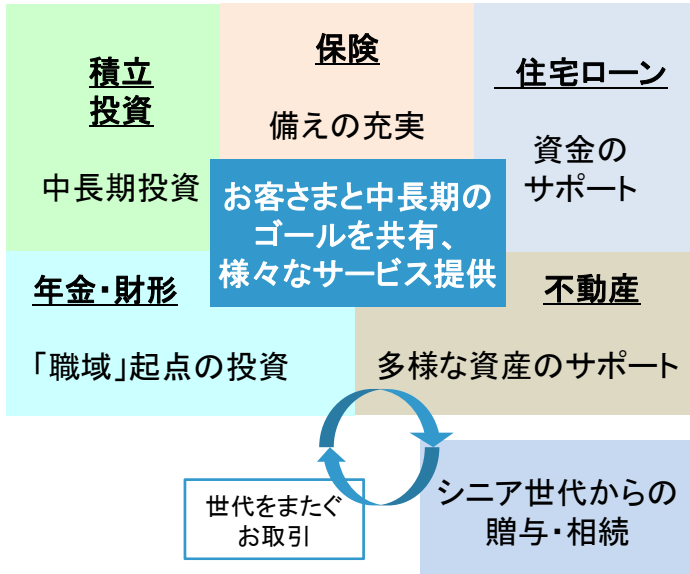 積立
投資
中長期投資
保険
備えの充実
住宅ローン
資金の
サポート
お客さまと中長期の
ゴールを共有、
様々なサービス提供
年金・財形
「職域」起点の投資
不動産
多様な資産のサポート
世代をまたぐ
お取引
シニア世代からの
贈与・相続